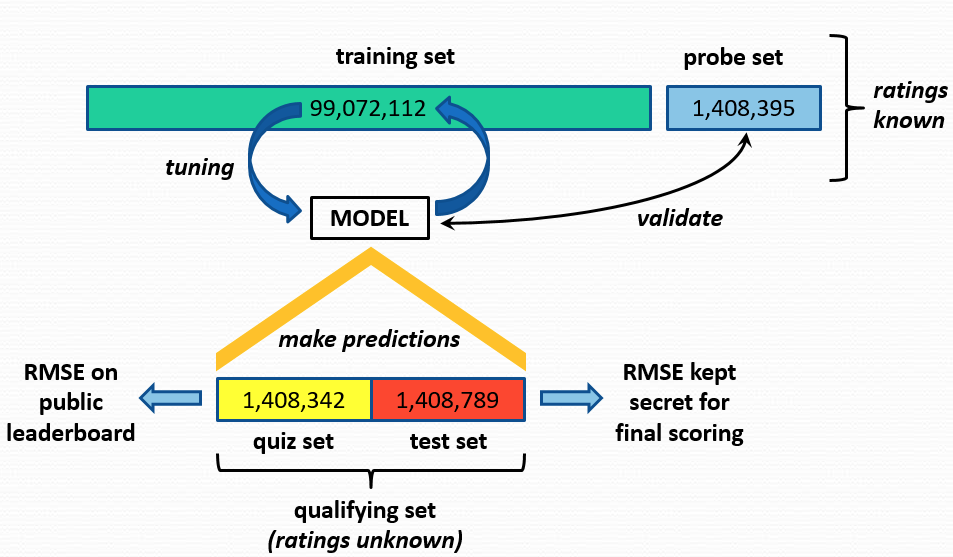 training set
probe set
99,072,112
1,408,395
ratings
known
tuning
MODEL
validate
make predictions
RMSE on
public
leaderboard
1,408,342
1,408,789
RMSE kept
secret for
final scoring
quiz set
test set
qualifying set
(ratings unknown)